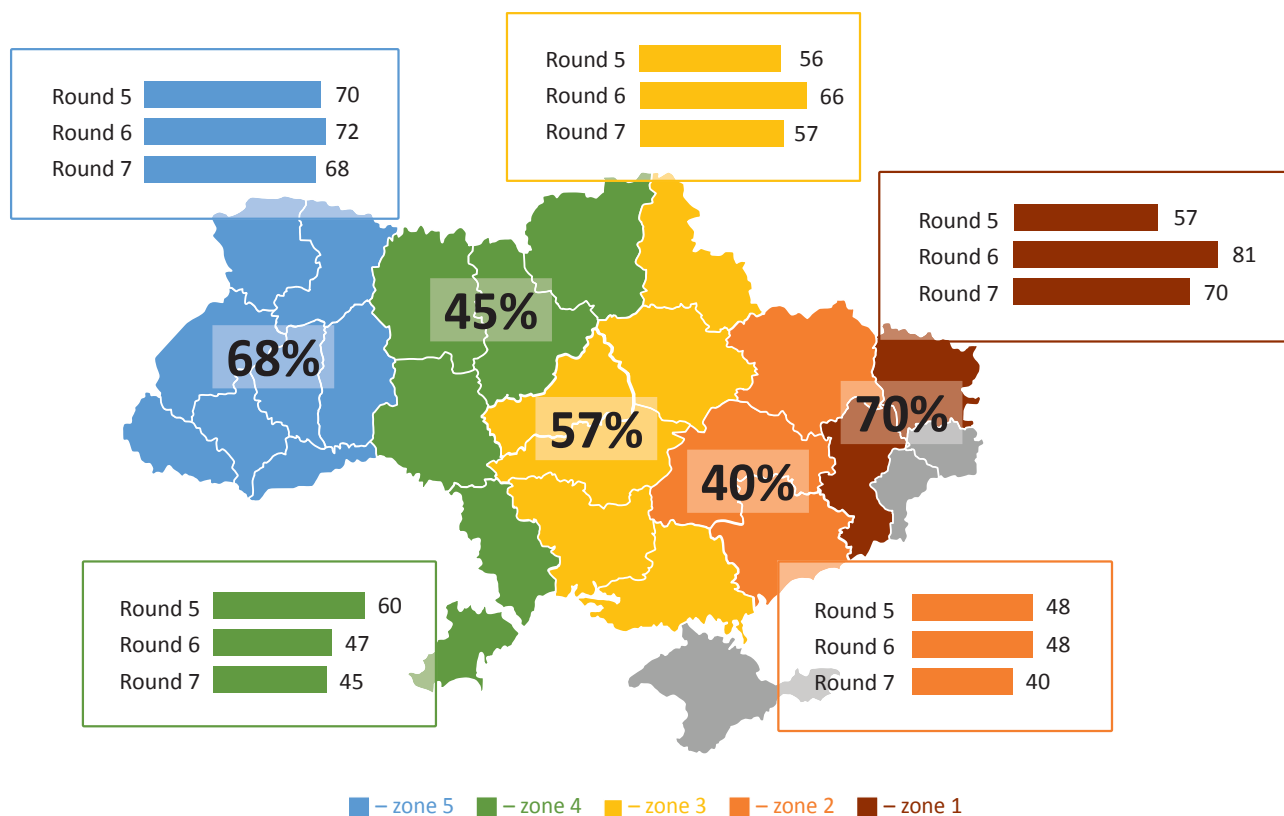 Round 5 70
Round 6 72
Round 7 68
Round 5 56
Round 6 66
Round 7 57
Round 5 57
Round 6 81
Round 7 70
45%
68%
57%
70%
40%
Round 5 60
Round 6 47
Round 7 45
Round 5 48
Round 6 48
Round 7 40
– zone 5 – zone 4 – zone 3 – zone 2 – zone 1